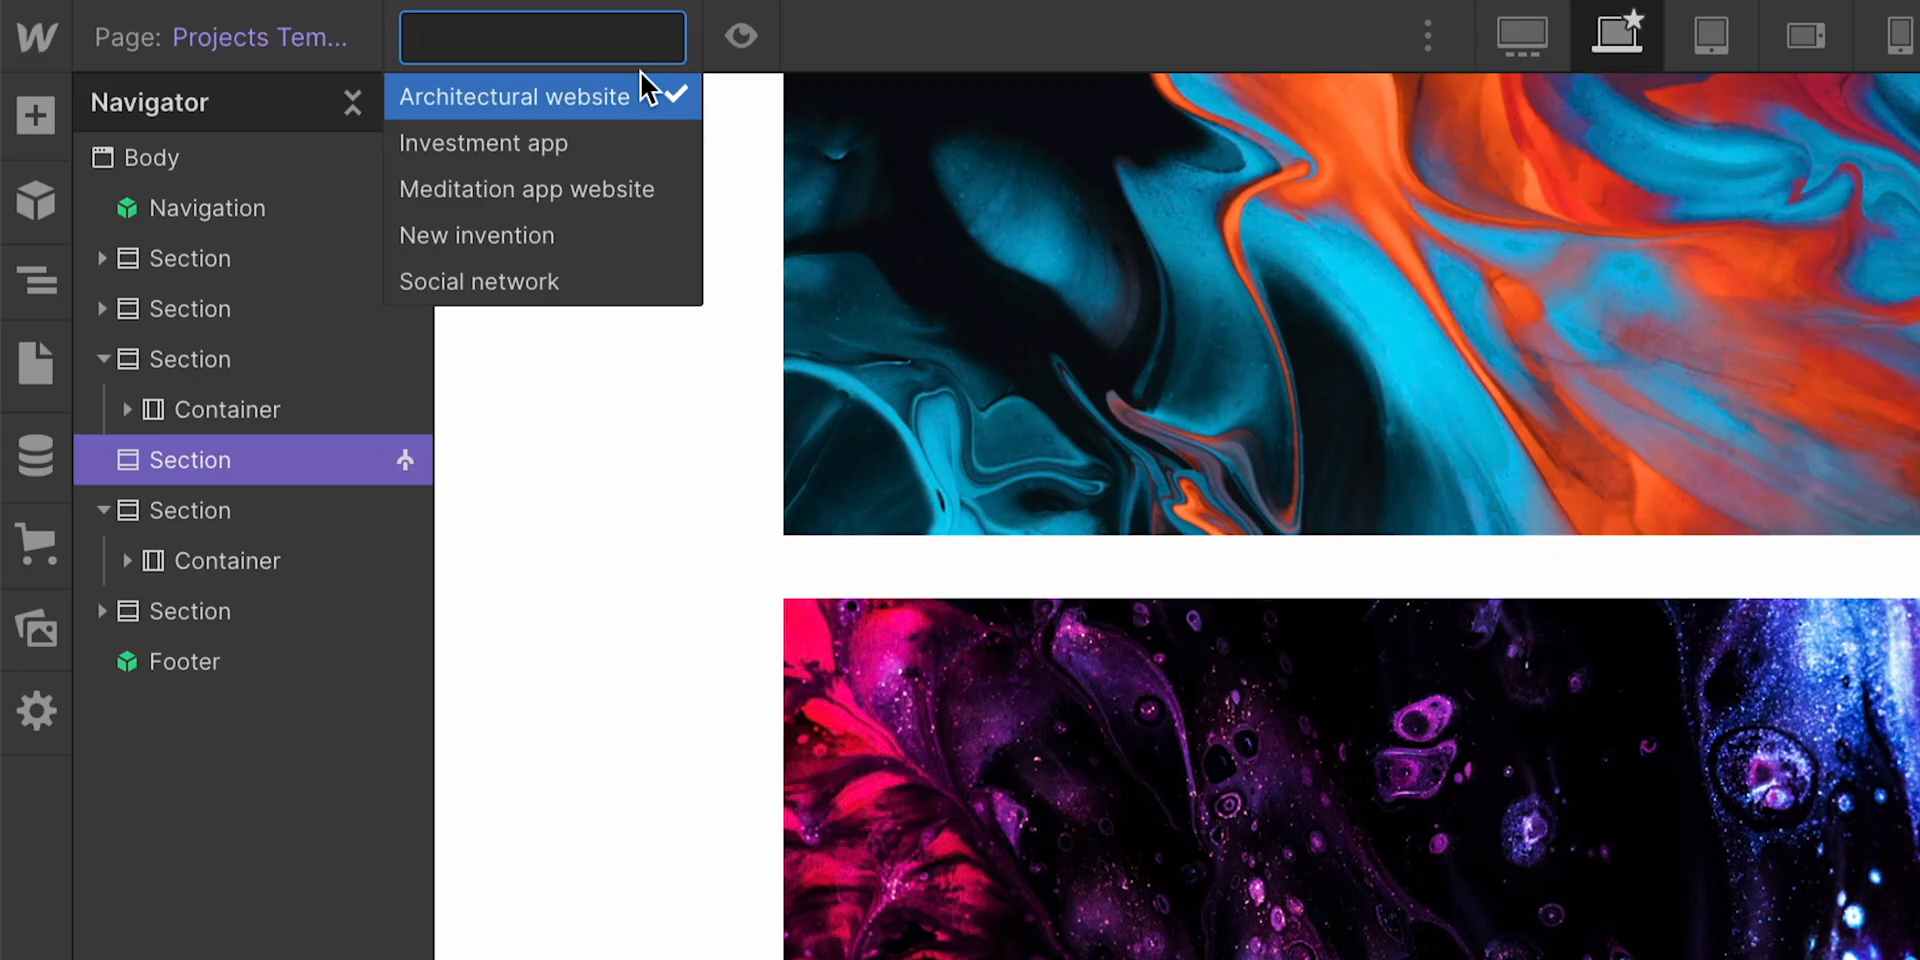 Page: Projects Tem...
Navigator
Architectural website
Investment app
Meditation app website
New invention
Social network
Body
Navigation
Section
Section
Section
Container
Section
Section
Container
Section
Footer